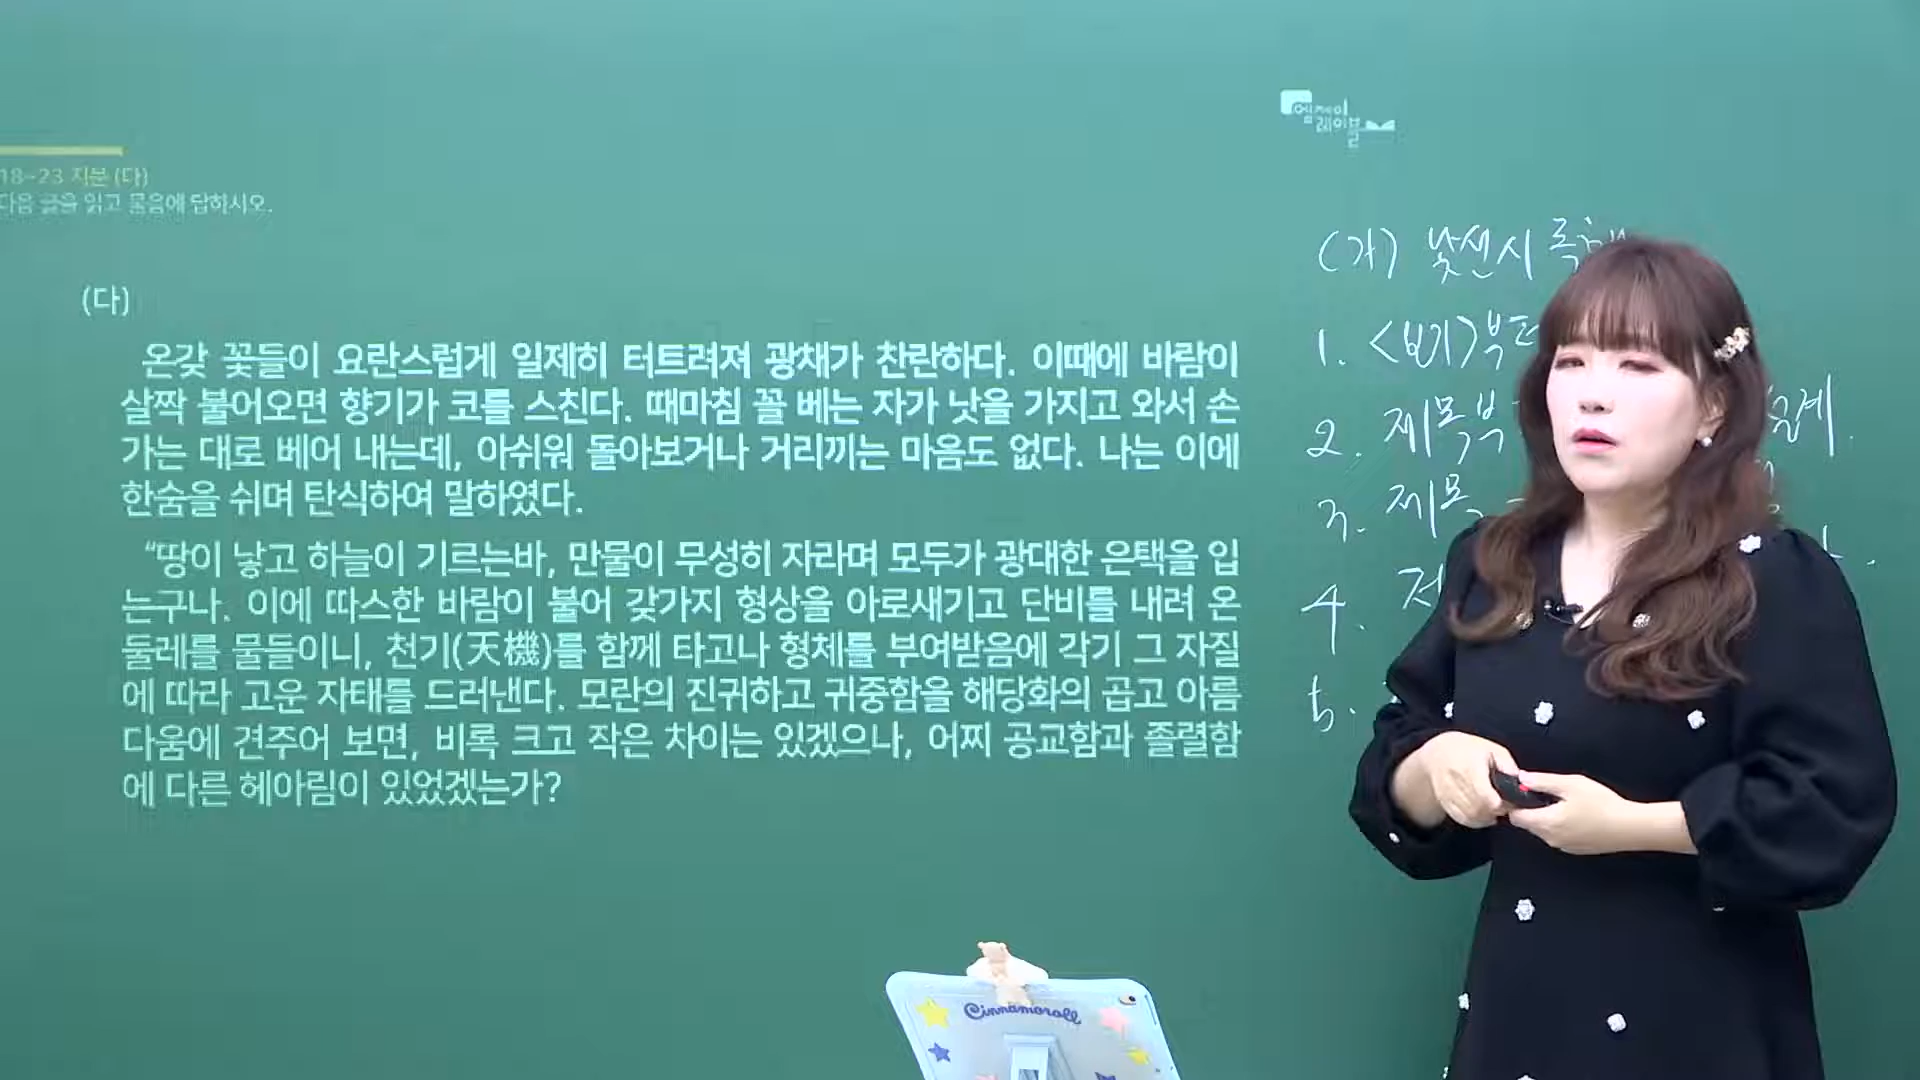 엠제이
레이블
18~23 지문 (다)
다음 글을 읽고 물음에 답하시오.
(다)
온갖 꽃들이 요란스럽게 일제히 터트려져 광채가 찬란하다. 이때에 바람이
살짝 불어오면 향기가 코를 스친다. 때마침 꼴 베는 자가 낫을 가지고 와서 손
가는 대로 베어 내는데, 아쉬워 돌아보거나 거리끼는 마음도 없다. 나는 이에
한숨을 쉬며 탄식하여 말하였다.
“땅이 낳고 하늘이 기르는바, 만물이 무성히 자라며 모두가 광대한 은택을 입
는구나. 이에 따스한 바람이 불어 갖가지 형상을 아로새기고 단비를 내려 온
둘레를 물들이니, 천기(天機)를 함께 타고나 형체를 부여받음에 각기 그 자질
에 따라 고운 자태를 드러낸다. 모란의 진귀하고 귀중함을 해당화의 곱고 아름
다움에 견주어 보면, 비록 크고 작은 차이는 있겠으나, 어찌 공교함과 졸렬함
에 다른 헤아림이 있었겠는가?
(가) 낯선시
1. <보기>
2. 제목
3. 제목
4.
5.
Cinnamoroll